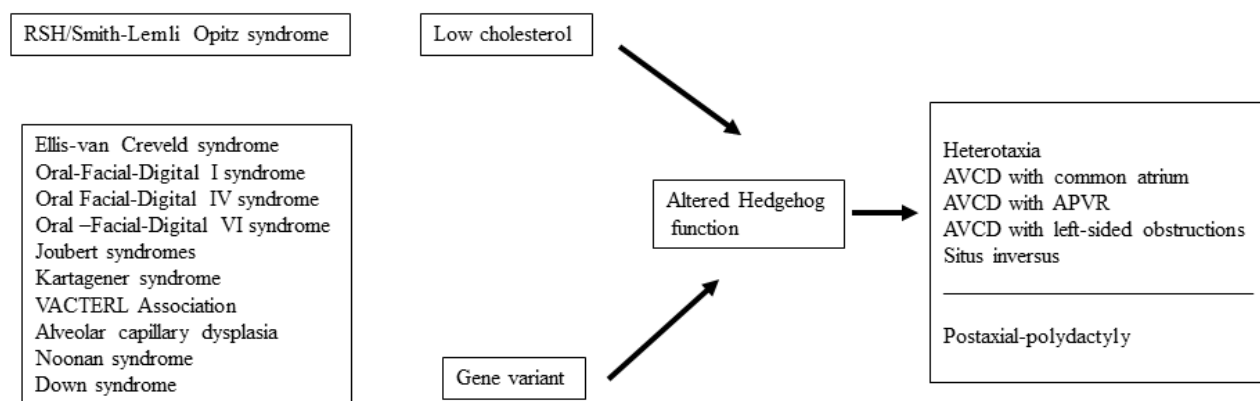 RSH/Smith-Lemli Opitz syndrome
Low cholesterol
Ellis-van Creveld syndrome
Oral-Facial-Digital I syndrome
Oral Facial-Digital IV syndrome
Oral –Facial-Digital VI syndrome
Joubert syndromes
Kartagener syndrome
VACTERL Association
Alveolar capillary dysplasia
Noonan syndrome
Down syndrome
Gene variant
Altered Hedgehog
function
Heterotaxia
AVCD with common atrium
AVCD with APVR
AVCD with left-sided obstructions
Situs inversus
Postaxial-polydactyly